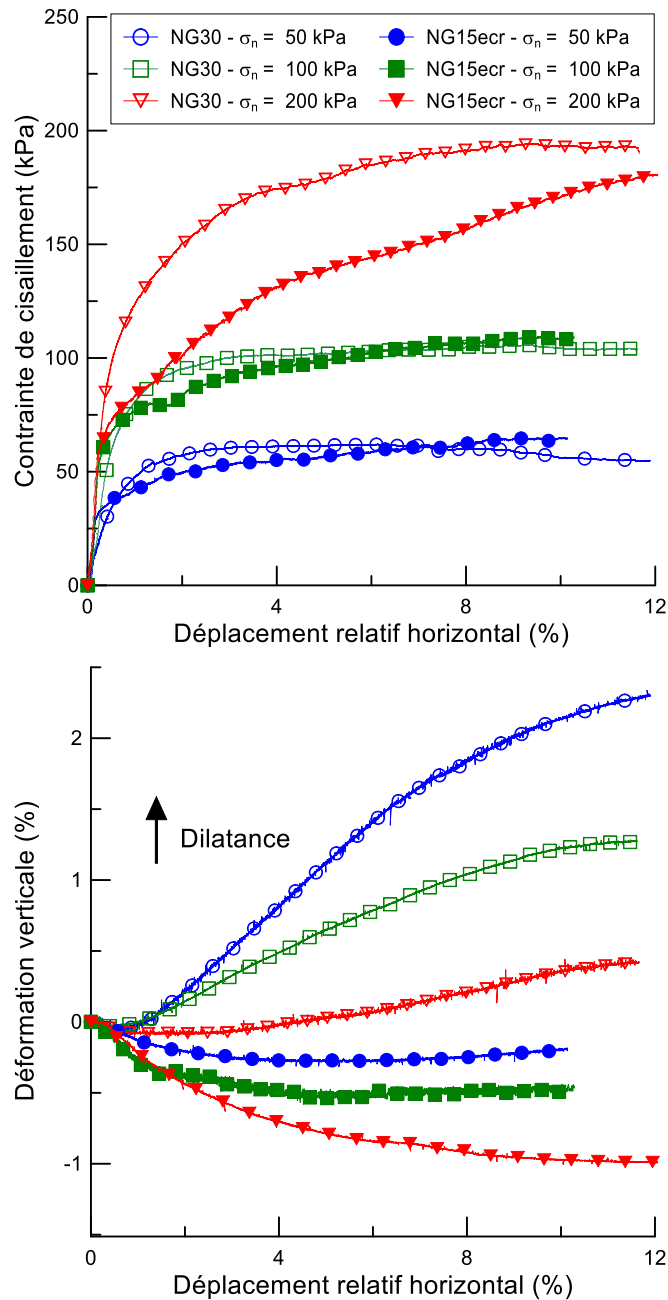 250
NG30 - σn = 50 kPa NG15ecr - σn = 50 kPa
NG30 - σn = 100 kPa NG15ecr - σn = 100 kPa
NG30 - σn = 200 kPa NG15ecr - σn = 200 kPa
200
150
100
50
0
Contrainte de cisaillement (kPa)
0 4 8 12
Déplacement relatif horizontal (%)
2
1
0
-1
Dilatance
Déformation verticale (%)
0 4 8 12
Déplacement relatif horizontal (%)